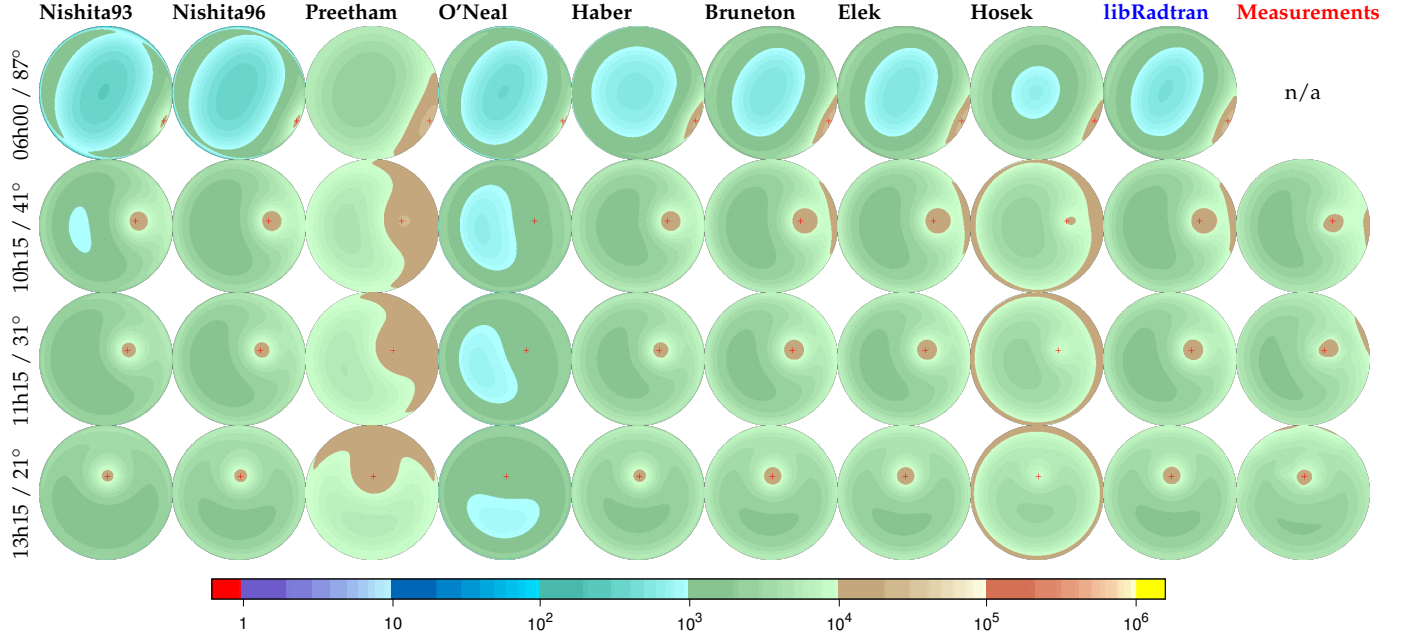 Nishita93 Nishita96 Preetham O'Neal Haber Bruneton Elek Hosek libRadtran Measurements
06h00 / 87°
n/a
10h15 / 41°
11h15 / 31°
13h15 / 21°
1 10 10² 10³ 10⁴ 10⁵ 10⁶